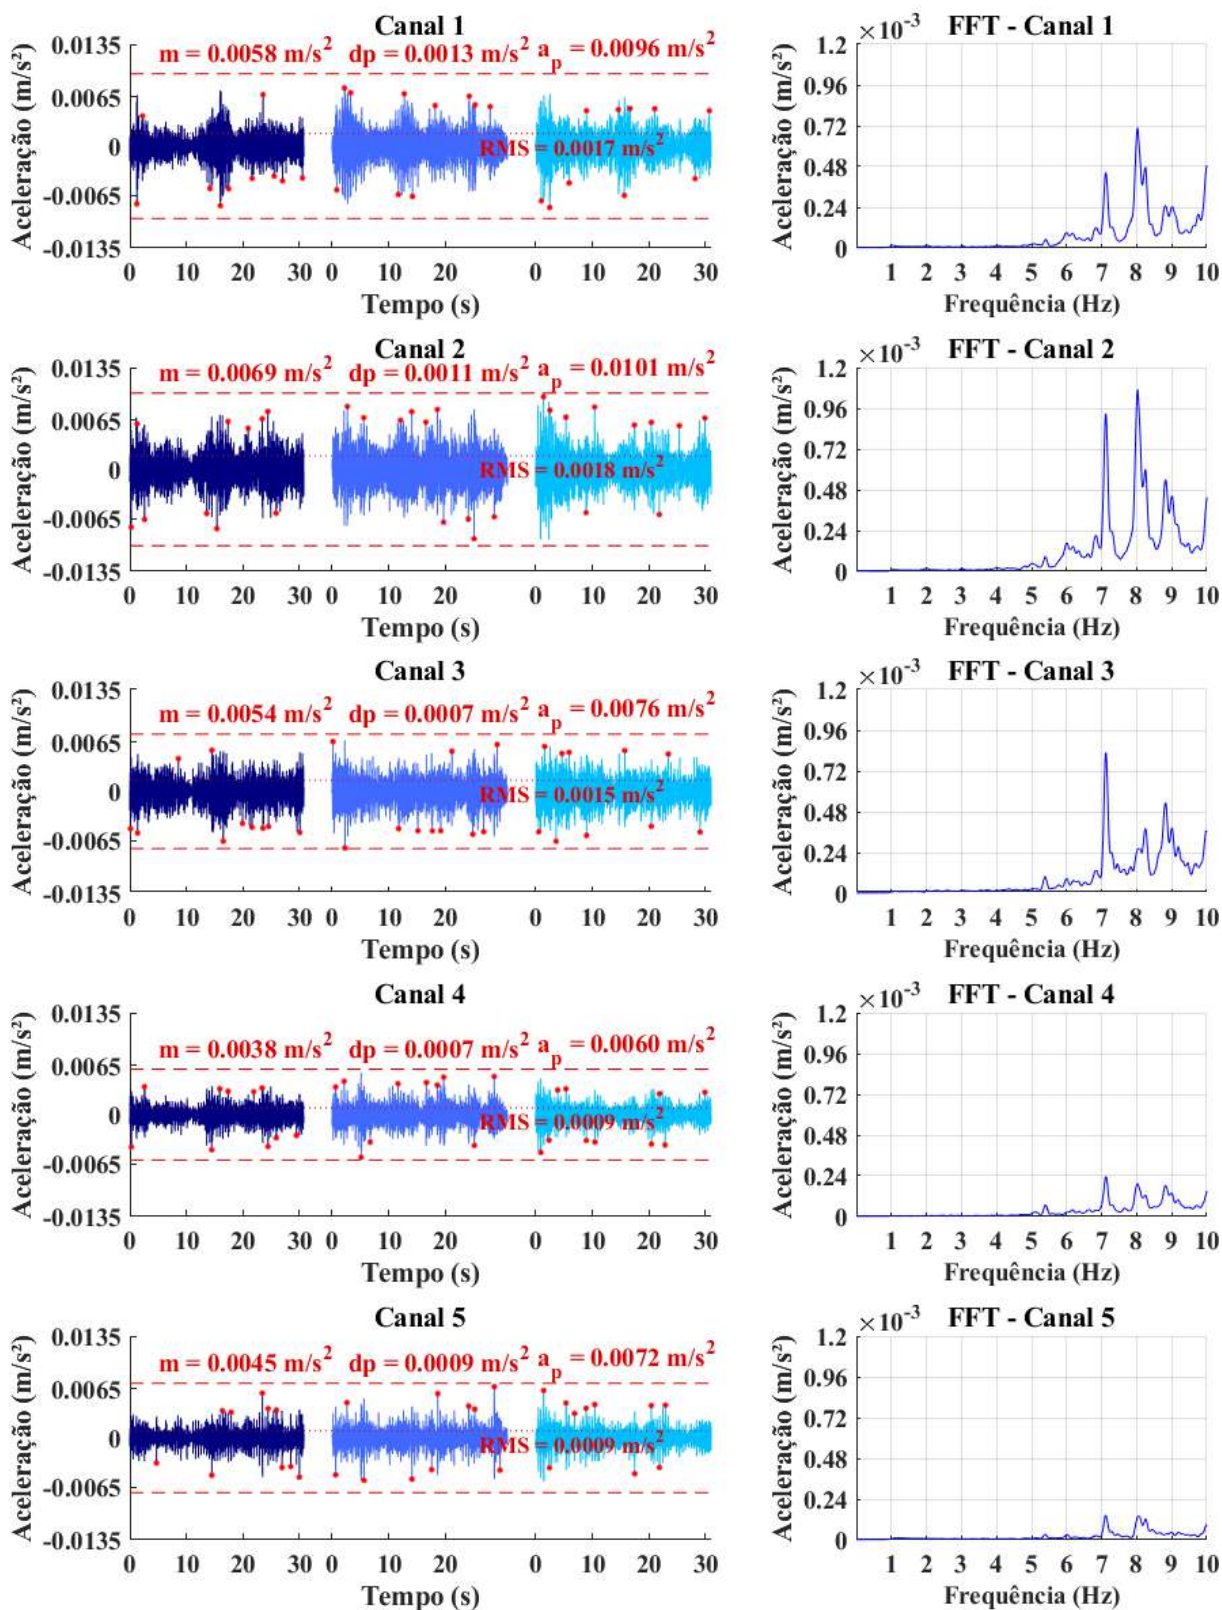 Canal 1
0.0135
m = 0.0058 m/s² dp = 0.0013 m/s² aₚ = 0.0096 m/s²
0.0065
0
RMS = 0.0017 m/s²
-0.0065
-0.0135
0 10 20 30 0 10 20 0 10 20 30
Tempo (s)
Aceleração (m/s²)
×10⁻³ FFT - Canal 1
1.2
0.96
0.72
0.48
0.24
0
1 2 3 4 5 6 7 8 9 10
Frequência (Hz)
Aceleração (m/s²)
Canal 2
0.0135
m = 0.0069 m/s² dp = 0.0011 m/s² aₚ = 0.0101 m/s²
0.0065
0
RMS = 0.0018 m/s²
-0.0065
-0.0135
0 10 20 30 0 10 20 0 10 20 30
Tempo (s)
Aceleração (m/s²)
×10⁻³ FFT - Canal 2
1.2
0.96
0.72
0.48
0.24
0
1 2 3 4 5 6 7 8 9 10
Frequência (Hz)
Aceleração (m/s²)
Canal 3
0.0135
m = 0.0054 m/s² dp = 0.0007 m/s² aₚ = 0.0076 m/s²
0.0065
0
RMS = 0.0015 m/s²
-0.0065
-0.0135
0 10 20 30 0 10 20 0 10 20 30
Tempo (s)
Aceleração (m/s²)
×10⁻³ FFT - Canal 3
1.2
0.96
0.72
0.48
0.24
0
1 2 3 4 5 6 7 8 9 10
Frequência (Hz)
Aceleração (m/s²)
Canal 4
0.0135
m = 0.0038 m/s² dp = 0.0007 m/s² aₚ = 0.0060 m/s²
0.0065
0
RMS = 0.0009 m/s²
-0.0065
-0.0135
0 10 20 30 0 10 20 0 10 20 30
Tempo (s)
Aceleração (m/s²)
×10⁻³ FFT - Canal 4
1.2
0.96
0.72
0.48
0.24
0
1 2 3 4 5 6 7 8 9 10
Frequência (Hz)
Aceleração (m/s²)
Canal 5
0.0135
m = 0.0045 m/s² dp = 0.0009 m/s² aₚ = 0.0072 m/s²
0.0065
0
RMS = 0.0009 m/s²
-0.0065
-0.0135
0 10 20 30 0 10 20 0 10 20 30
Tempo (s)
Aceleração (m/s²)
×10⁻³ FFT - Canal 5
1.2
0.96
0.72
0.48
0.24
0
1 2 3 4 5 6 7 8 9 10
Frequência (Hz)
Aceleração (m/s²)